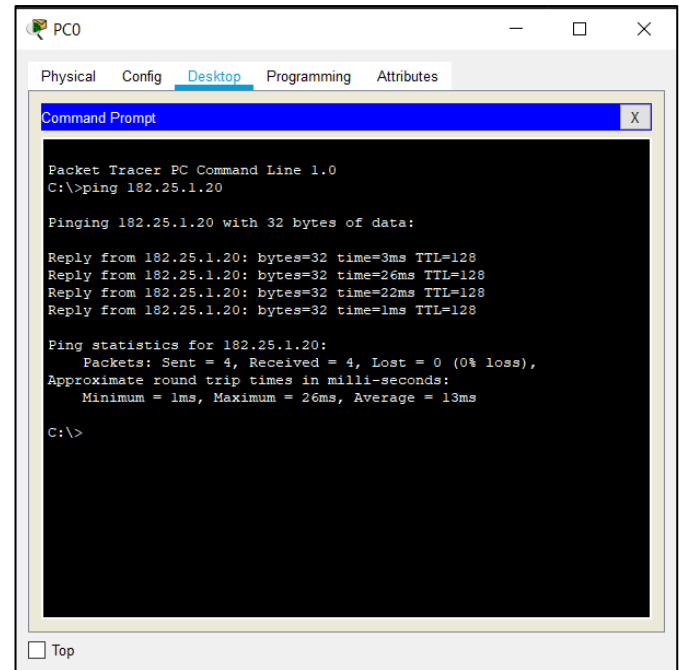 PC0
Physical Config Desktop Programming Attributes
Command Prompt
X
Packet Tracer PC Command Line 1.0
C:\>ping 182.25.1.20
Pinging 182.25.1.20 with 32 bytes of data:
Reply from 182.25.1.20: bytes=32 time=3ms TTL=128
Reply from 182.25.1.20: bytes=32 time=26ms TTL=128
Reply from 182.25.1.20: bytes=32 time=22ms TTL=128
Reply from 182.25.1.20: bytes=32 time=1ms TTL=128
Ping statistics for 182.25.1.20:
Packets: Sent = 4, Received = 4, Lost = 0 (0% loss),
Approximate round trip times in milli-seconds:
Minimum = 1ms, Maximum = 26ms, Average = 13ms
C:\>
Top